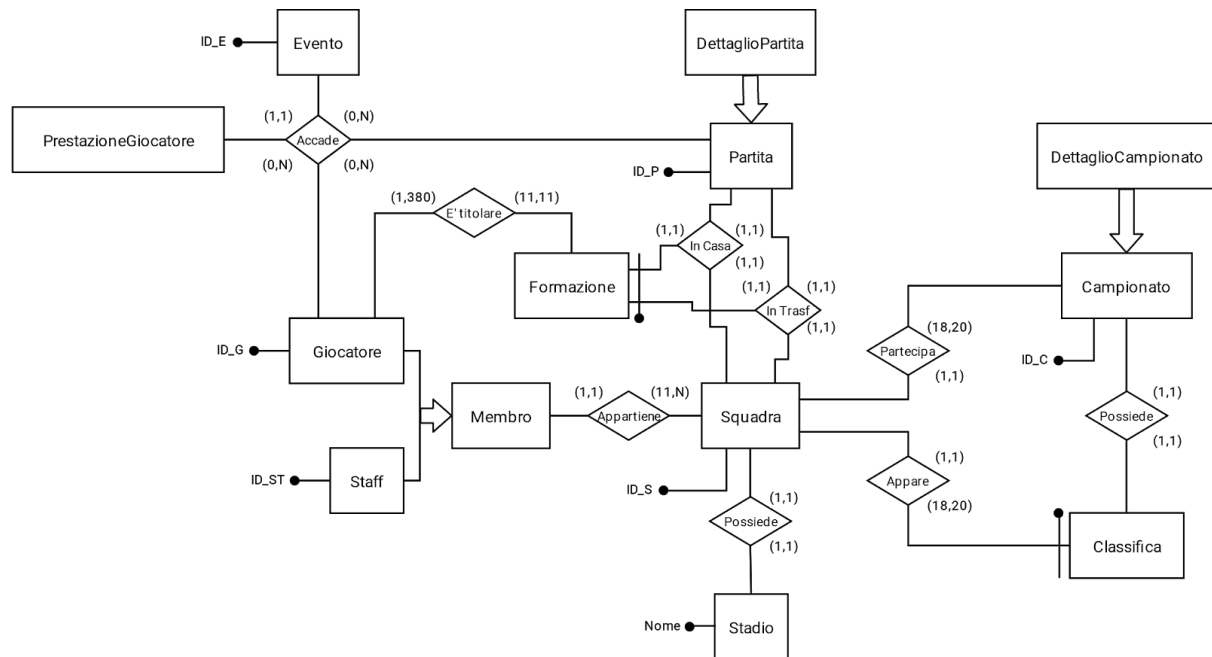 ID_E
Evento
DettaglioPartita
PrestazioneGiocatore
(1,1)
(0,N)
Accade
(0,N)
(0,N)
Partita
ID_P
DettaglioCampionato
(1,380)
E' titolare
(11,11)
(1,1)
In Casa
(1,1)
(1,1)
Formazione
(1,1)
In Trasf
(1,1)
(1,1)
Campionato
ID_C
(18,20)
Partecipa
(1,1)
ID_G
Giocatore
Membro
(1,1)
Appartiene
(11,N)
Squadra
(1,1)
Possiede
(1,1)
ID_ST
Staff
ID_S
(1,1)
Appare
(18,20)
(1,1)
Possiede
(1,1)
Classifica
Nome
Stadio